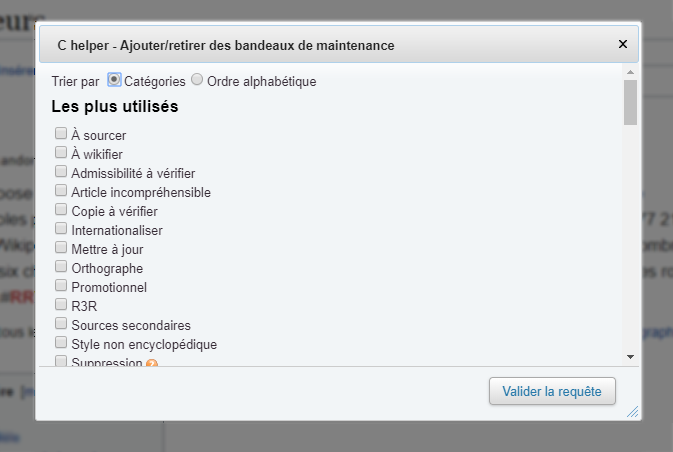 eurs
C helper - Ajouter/retirer des bandeaux de maintenance
Trier par Catégories Ordre alphabétique
Les plus utilisés
À sourcer
À wikifier
Admissibilité à vérifier
Article incompréhensible
Copie à vérifier
Internationaliser
Mettre à jour
Orthographe
Promotionnel
R3R
Sources secondaires
Style non encyclopédique
Suppression
Valider la requête